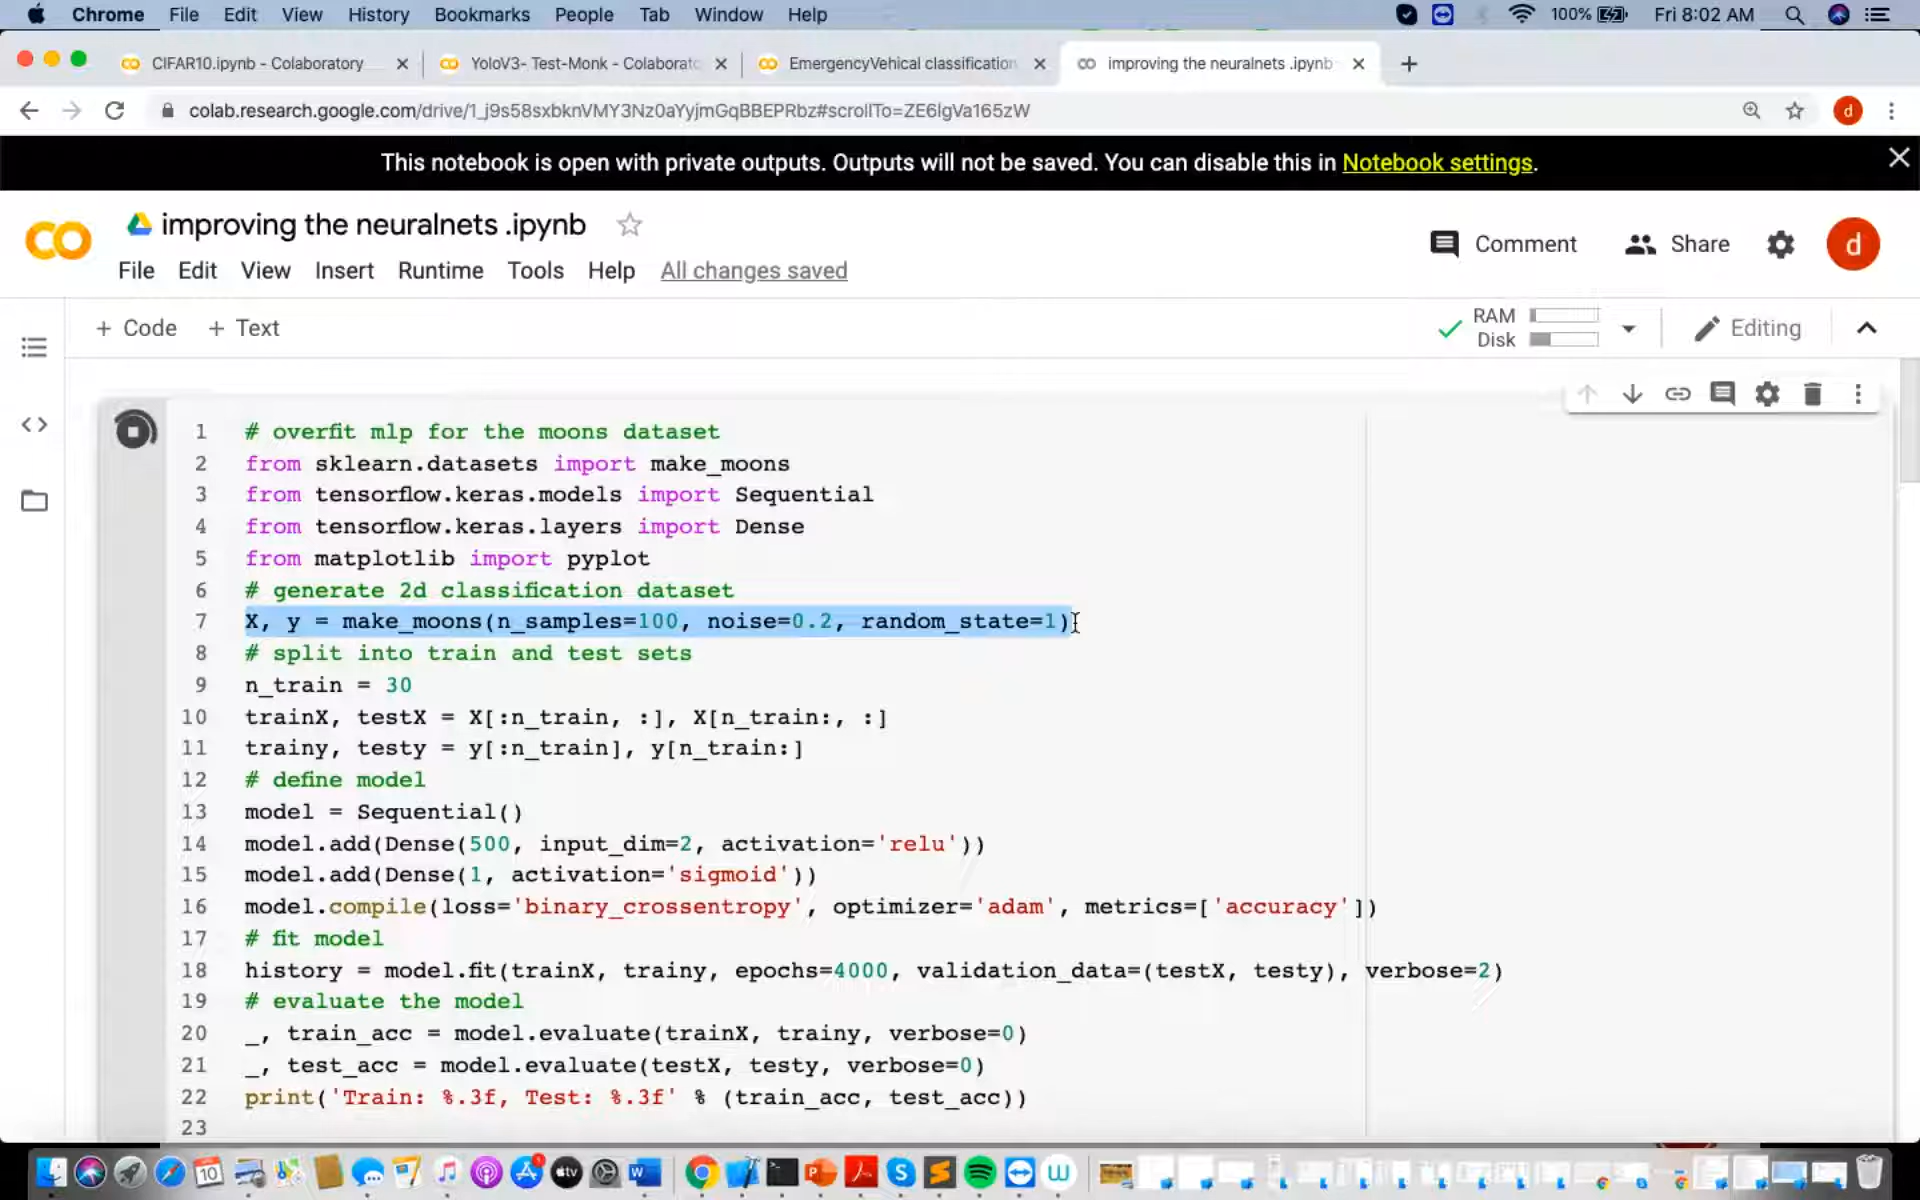 Chrome File Edit View History Bookmarks People Tab Window Help 100% Fri 8:02 AM
CIFAR10.ipynb - Colaboratory YoloV3- Test-Monk - Colaborato EmergencyVehical classification improving the neuralnets .ipynb
colab.research.google.com/drive/1_j9s58sxbknVMY3Nz0aYyjmGqBBEPRbz#scrollTo=ZE6lgVa165zW d
This notebook is open with private outputs. Outputs will not be saved. You can disable this in Notebook settings.
CO improving the neuralnets .ipynb Comment Share d
File Edit View Insert Runtime Tools Help All changes saved
+ Code + Text RAM Disk Editing
1 # overfit mlp for the moons dataset
2 from sklearn.datasets import make_moons
3 from tensorflow.keras.models import Sequential
4 from tensorflow.keras.layers import Dense
5 from matplotlib import pyplot
6 # generate 2d classification dataset
7 X, y = make_moons(n_samples=100, noise=0.2, random_state=1)
8 # split into train and test sets
9 n_train = 30
10 trainX, testX = X[:n_train, :], X[n_train:, :]
11 trainy, testy = y[:n_train], y[n_train:]
12 # define model
13 model = Sequential()
14 model.add(Dense(500, input_dim=2, activation='relu'))
15 model.add(Dense(1, activation='sigmoid'))
16 model.compile(loss='binary_crossentropy', optimizer='adam', metrics=['accuracy'])
17 # fit model
18 history = model.fit(trainX, trainy, epochs=4000, validation_data=(testX, testy), verbose=2)
19 # evaluate the model
20 _, train_acc = model.evaluate(trainX, trainy, verbose=0)
21 _, test_acc = model.evaluate(testX, testy, verbose=0)
22 print('Train: %.3f, Test: %.3f' % (train_acc, test_acc))
23